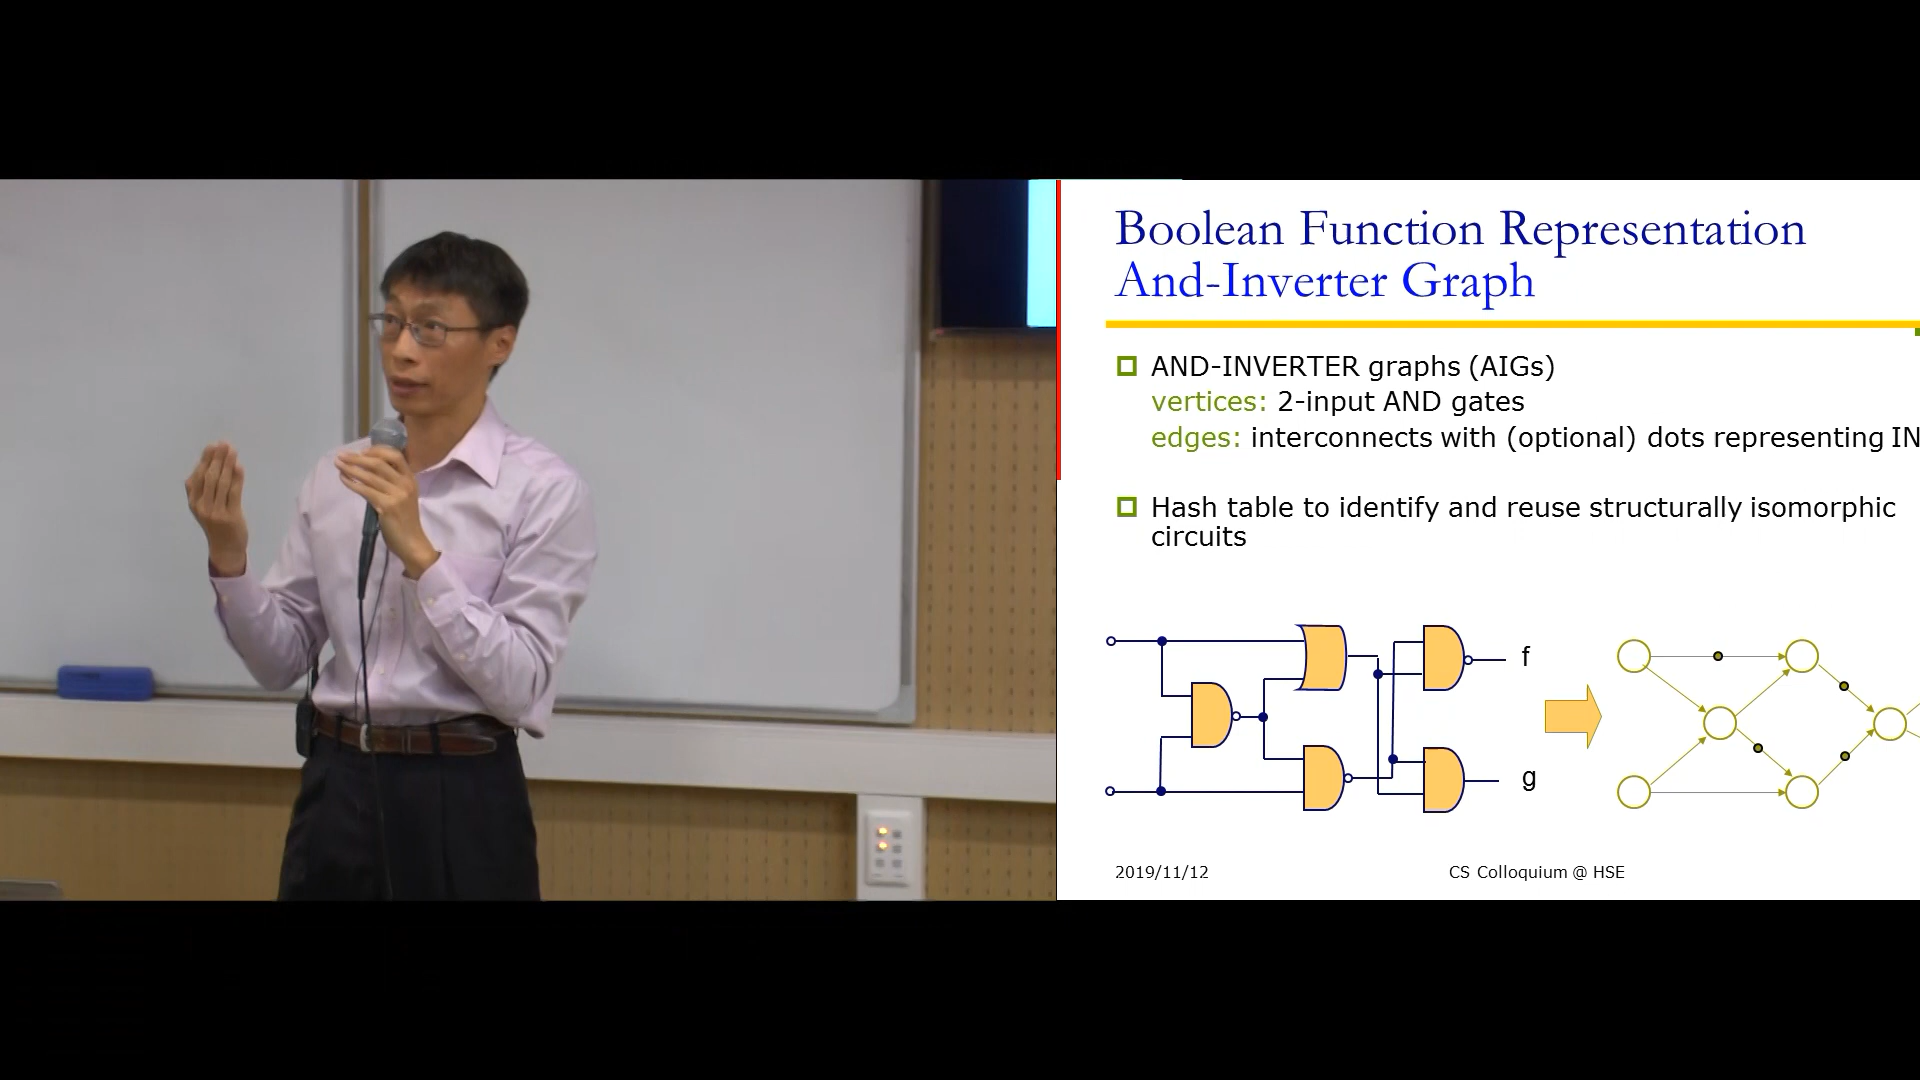 Boolean Function Representation
And-Inverter Graph
AND-INVERTER graphs (AIGs)
vertices: 2-input AND gates
edges: interconnects with (optional) dots representing IN
Hash table to identify and reuse structurally isomorphic
circuits
f
g
2019/11/12
CS Colloquium @ HSE